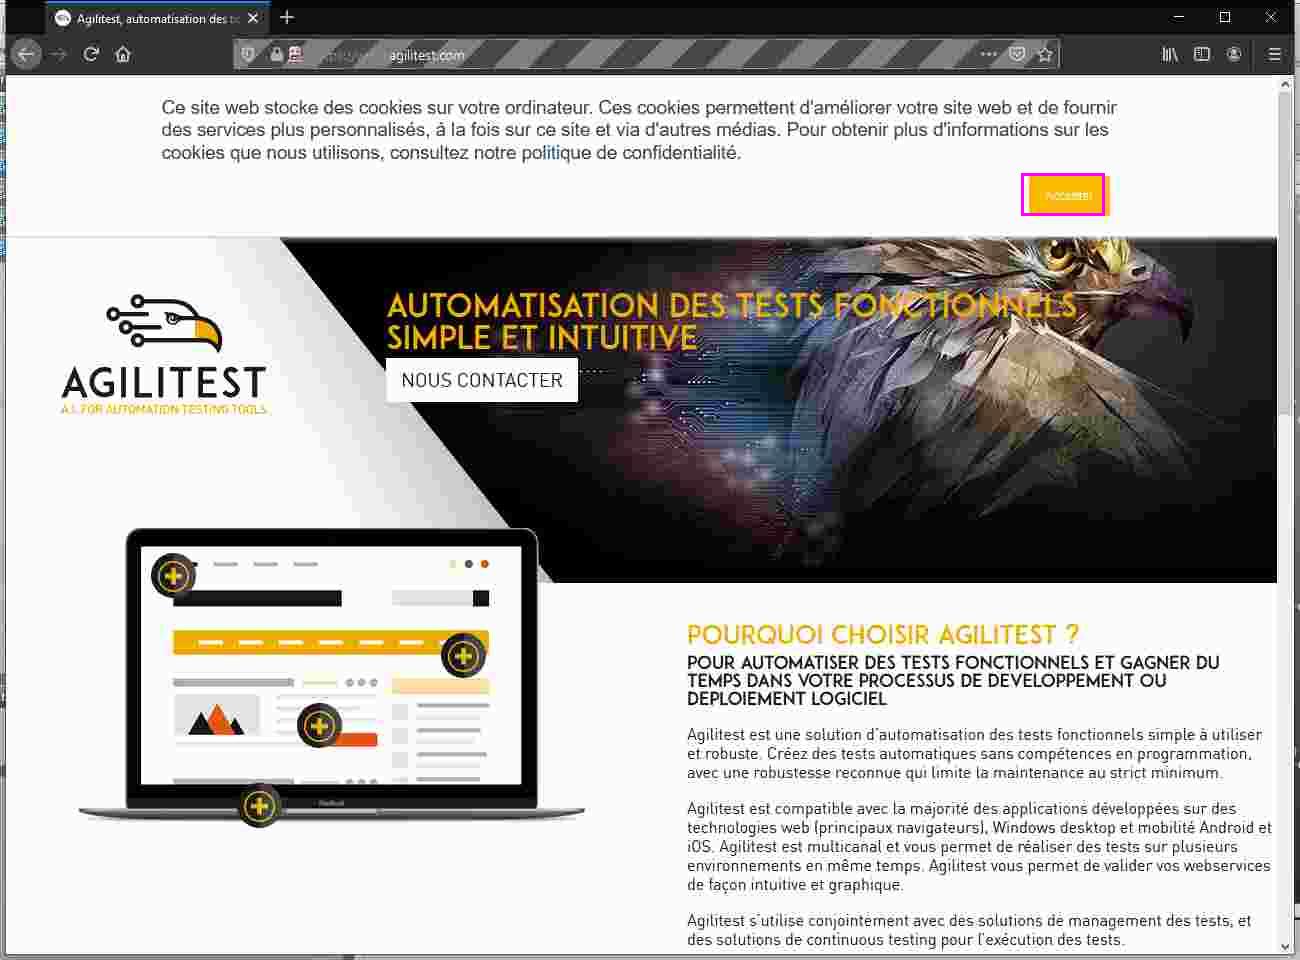 Agilitest, automatisation des te
agilitest.com
Ce site web stocke des cookies sur votre ordinateur. Ces cookies permettent d'améliorer votre site web et de fournir
des services plus personnalisés, à la fois sur ce site et via d'autres médias. Pour obtenir plus d'informations sur les
cookies que nous utilisons, consultez notre politique de confidentialité.
Accepter
AUTOMATISATION DES TESTS FONCTIONNELS
SIMPLE ET INTUITIVE
NOUS CONTACTER
AGILITEST
A.I. FOR AUTOMATION TESTING TOOLS
POURQUOI CHOISIR AGILITEST ?
POUR AUTOMATISER DES TESTS FONCTIONNELS ET GAGNER DU
TEMPS DANS VOTRE PROCESSUS DE DEVELOPPEMENT OU
DEPLOIEMENT LOGICIEL
Agilitest est une solution d'automatisation des tests fonctionnels simple à utiliser
et robuste. Créez des tests automatiques sans compétences en programmation,
avec une robustesse reconnue qui limite la maintenance au strict minimum.
Agilitest est compatible avec la majorité des applications développées sur des
technologies web (principaux navigateurs), Windows desktop et mobilité Android et
iOS. Agilitest est multicanal et vous permet de réaliser des tests sur plusieurs
environnements en même temps. Agilitest vous permet de valider vos webservices
de façon intuitive et graphique.
Agilitest s'utilise conjointement avec des solutions de management des tests, et
des solutions de continuous testing pour l'exécution des tests.